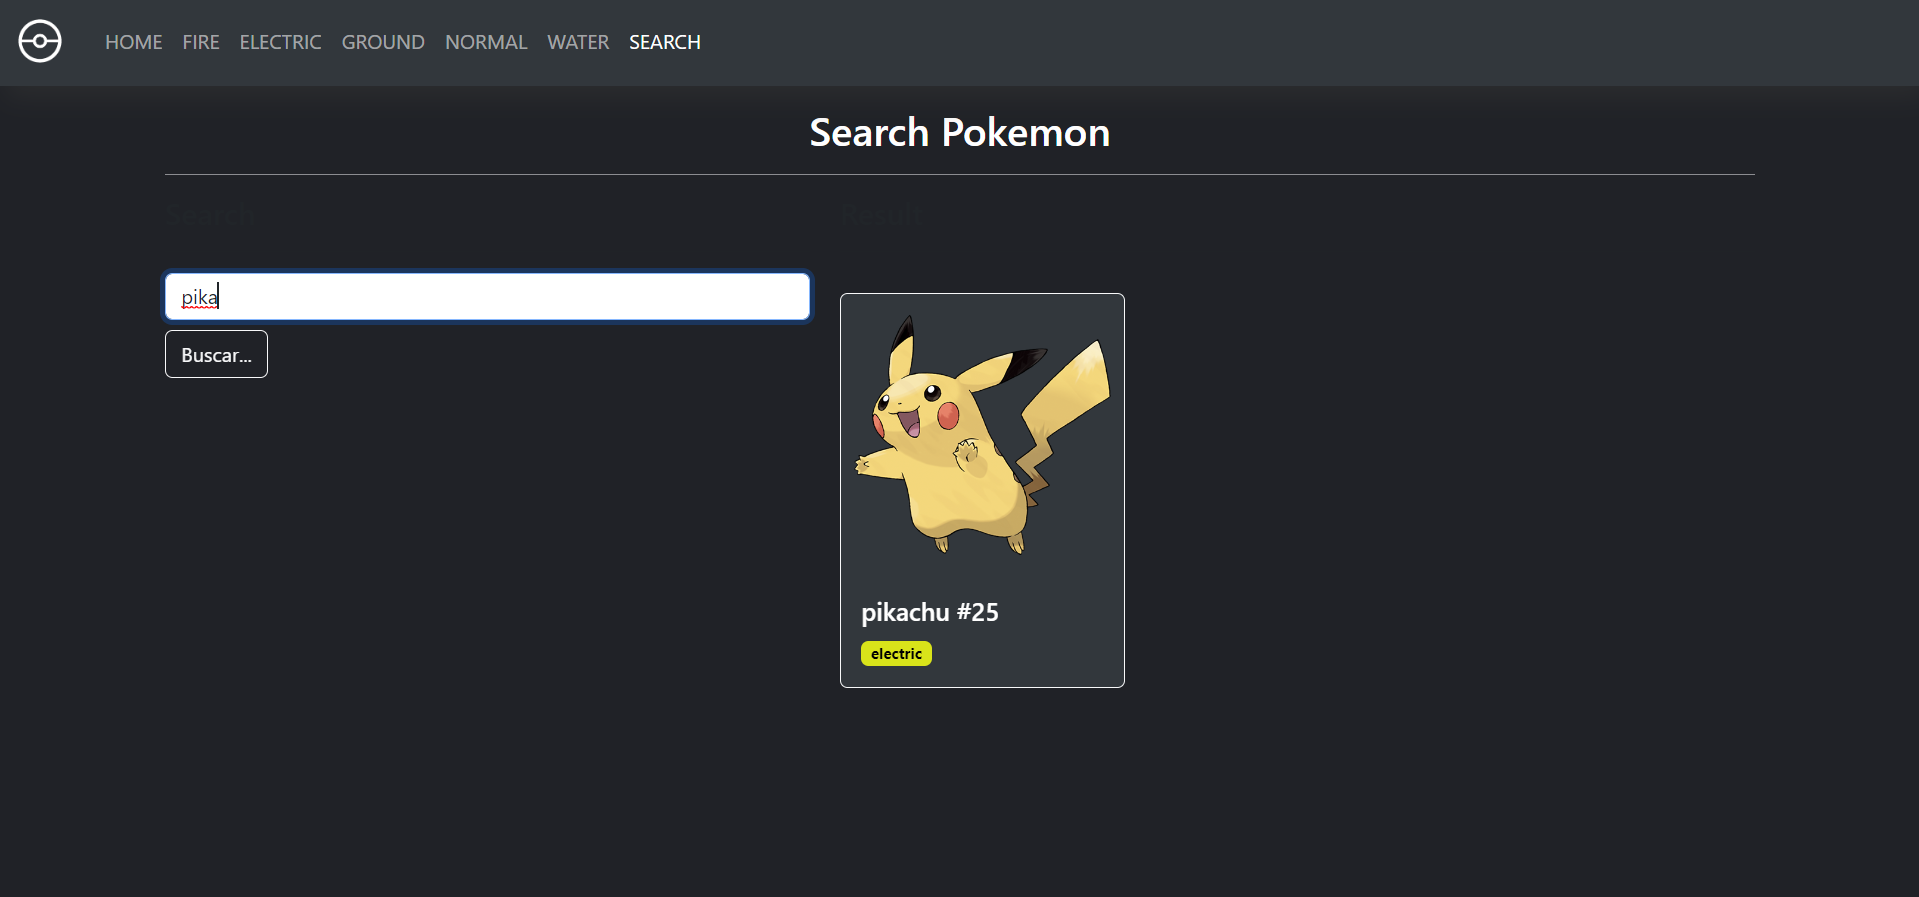 HOME FIRE ELECTRIC GROUND NORMAL WATER SEARCH
Search Pokemon
Search
Result
pika
Buscar...
pikachu #25
electric